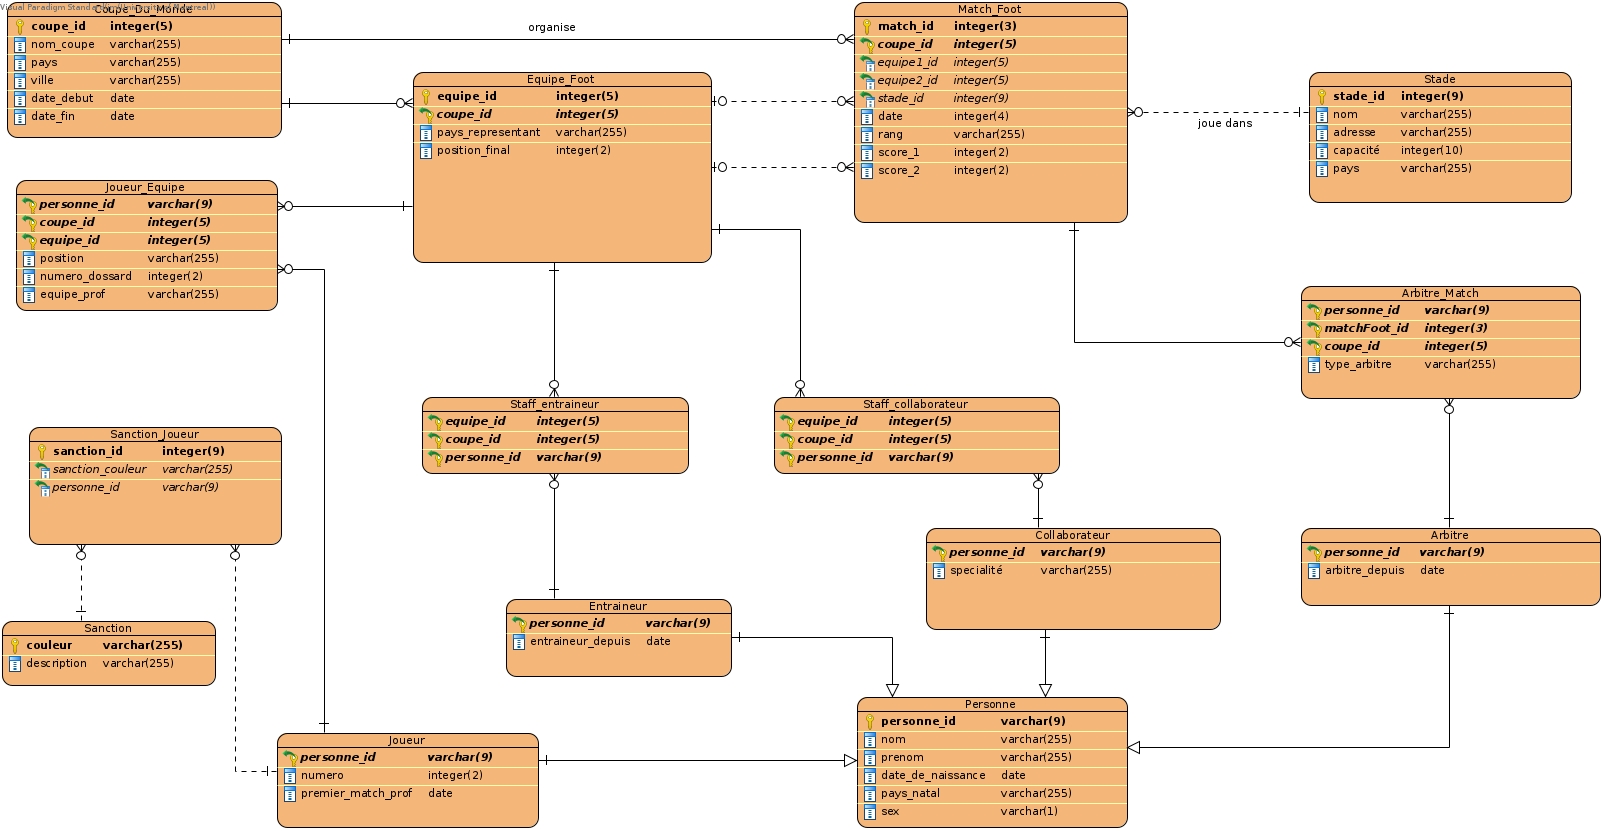 Visual Paradigm Standard
Coupe_Du_Monde
coupe_id integer(5)
nom_coupe varchar(255)
pays varchar(255)
ville varchar(255)
date_debut date
date_fin date
organise
Match_Foot
match_id integer(3)
coupe_id integer(5)
equipe1_id integer(5)
equipe2_id integer(5)
stade_id integer(9)
date integer(4)
rang varchar(255)
score_1 integer(2)
score_2 integer(2)
Equipe_Foot
equipe_id integer(5)
coupe_id integer(5)
pays_representant varchar(255)
position_final integer(2)
Stade
stade_id integer(9)
nom varchar(255)
adresse varchar(255)
capacité integer(10)
pays varchar(255)
joue dans
Joueur_Equipe
personne_id varchar(9)
coupe_id integer(5)
equipe_id integer(5)
position varchar(255)
numero_dossard integer(2)
equipe_prof varchar(255)
Arbitre_Match
personne_id varchar(9)
matchFoot_id integer(3)
coupe_id integer(5)
type_arbitre varchar(255)
Staff_entraineur
equipe_id integer(5)
coupe_id integer(5)
personne_id varchar(9)
Staff_collaborateur
equipe_id integer(5)
coupe_id integer(5)
personne_id varchar(9)
Sanction_Joueur
sanction_id integer(9)
sanction_couleur varchar(255)
personne_id varchar(9)
Collaborateur
personne_id varchar(9)
specialité varchar(255)
Arbitre
personne_id varchar(9)
arbitre_depuis date
Entraineur
personne_id varchar(9)
entraineur_depuis date
Sanction
couleur varchar(255)
description varchar(255)
Personne
personne_id varchar(9)
nom varchar(255)
prenom varchar(255)
date_de_naissance date
pays_natal varchar(255)
sex varchar(1)
Joueur
personne_id varchar(9)
numero integer(2)
premier_match_prof date